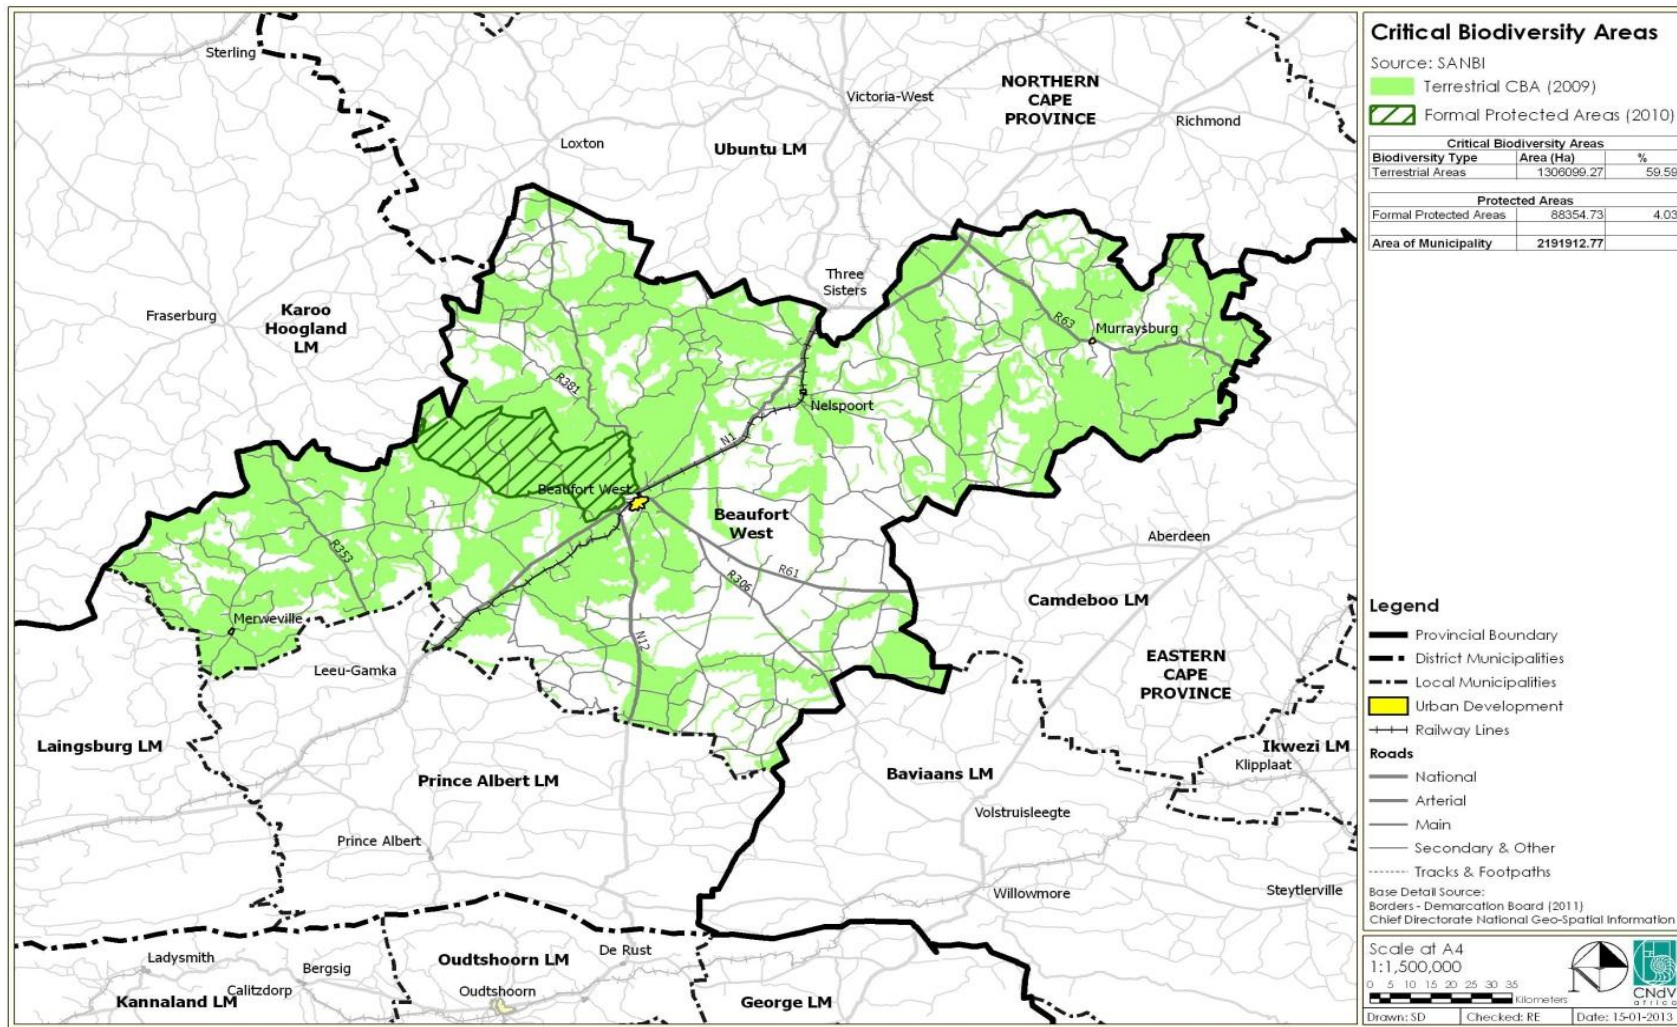 Critical Biodiversity Areas
Source: SANBI
Terrestrial CBA (2009)
Formal Protected Areas (2010)
Critical Biodiversity Areas
Biodiversity Type Area (Ha) %
Terrestrial Areas 1306099.27 59.59
Protected Areas
Formal Protected Areas 88354.73 4.03
Area of Municipality 2191912.77
Sterling
Victoria-West
NORTHERN
CAPE
PROVINCE
Richmond
Loxton
Ubuntu LM
Three
Sisters
Fraserburg
Karoo
Hoogland
LM
R63
Murraysburg
R381
Nelspoort
N1
Beaufort West
Beaufort
West
Aberdeen
R353
R61
R306
Camdeboo LM
Merweville
N12
Leeu-Gamka
EASTERN
CAPE
PROVINCE
Laingsburg LM
Prince Albert LM
Baviaans LM
Ikwezi LM
Klipplaat
Volstruisleegte
Prince Albert
Willowmore
Steytlerville
Ladysmith
Bergsig
Oudtshoorn LM
De Rust
Calitzdorp
Oudtshoorn
Kannaland LM
George LM
Legend
Provincial Boundary
District Municipalities
Local Municipalities
Urban Development
Railway Lines
Roads
National
Arterial
Main
Secondary & Other
Tracks & Footpaths
Base Detail Source:
Borders - Demarcation Board (2011)
Chief Directorate National Geo-Spatial Information
Scale at A4
1:1,500,000
0 5 10 15 20 25 30 35
Kilometers
N
CNdV
africa
Drawn: SD Checked: RE Date: 15-01-2013